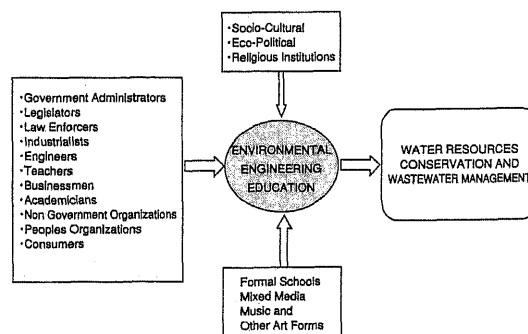 •Socio-Cultural
•Eco-Political
•Religious Institutions
•Government Administrators
•Legislators
•Law Enforcers
•Industrialists
•Engineers
•Teachers
•Businessmen
•Academicians
•Non Government Organizations
•Peoples Organizations
•Consumers
ENVIRONMENTAL
ENGINEERING
EDUCATION
WATER RESOURCES
CONSERVATION AND
WASTEWATER MANAGEMENT
Formal Schools
Mixed Media
Music and
Other Art Forms